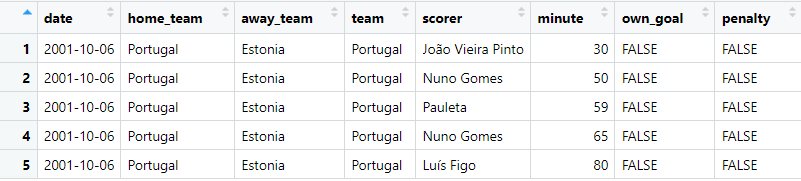 date home_team away_team team scorer minute own_goal penalty
1 2001-10-06 Portugal Estonia Portugal João Vieira Pinto 30 FALSE FALSE
2 2001-10-06 Portugal Estonia Portugal Nuno Gomes 50 FALSE FALSE
3 2001-10-06 Portugal Estonia Portugal Pauleta 59 FALSE FALSE
4 2001-10-06 Portugal Estonia Portugal Nuno Gomes 65 FALSE FALSE
5 2001-10-06 Portugal Estonia Portugal Luís Figo 80 FALSE FALSE